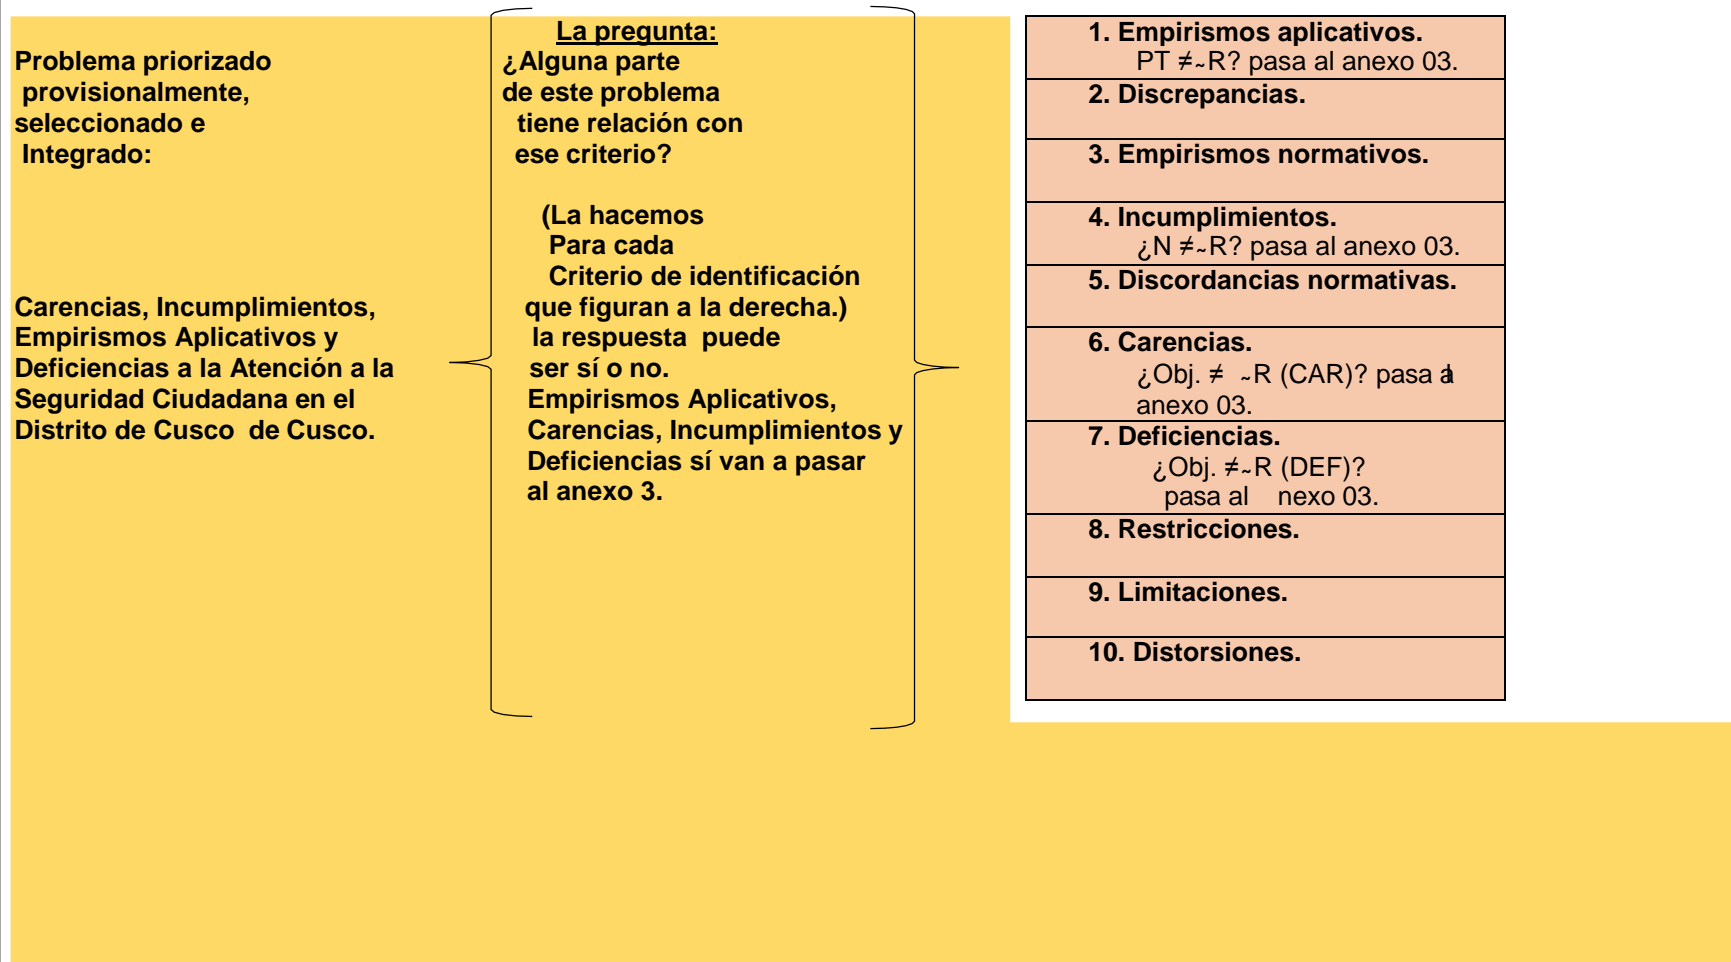 Problema priorizado
provisionalmente,
seleccionado e
Integrado:
Carencias, Incumplimientos,
Empirismos Aplicativos y
Deficiencias a la Atención a la
Seguridad Ciudadana en el
Distrito de Cusco de Cusco.
La pregunta:
¿Alguna parte
de este problema
tiene relación con
ese criterio?
(La hacemos
Para cada
Criterio de identificación
que figuran a la derecha.)
la respuesta puede
ser sí o no.
Empirismos Aplicativos,
Carencias, Incumplimientos y
Deficiencias sí van a pasar
al anexo 3.
1. Empirismos aplicativos.
PT ≠~R? pasa al anexo 03.
2. Discrepancias.
3. Empirismos normativos.
4. Incumplimientos.
¿N ≠~R? pasa al anexo 03.
5. Discordancias normativas.
6. Carencias.
¿Obj. ≠ ~R (CAR)? pasa al
anexo 03.
7. Deficiencias.
¿Obj. ≠~R (DEF)?
pasa al nexo 03.
8. Restricciones.
9. Limitaciones.
10. Distorsiones.